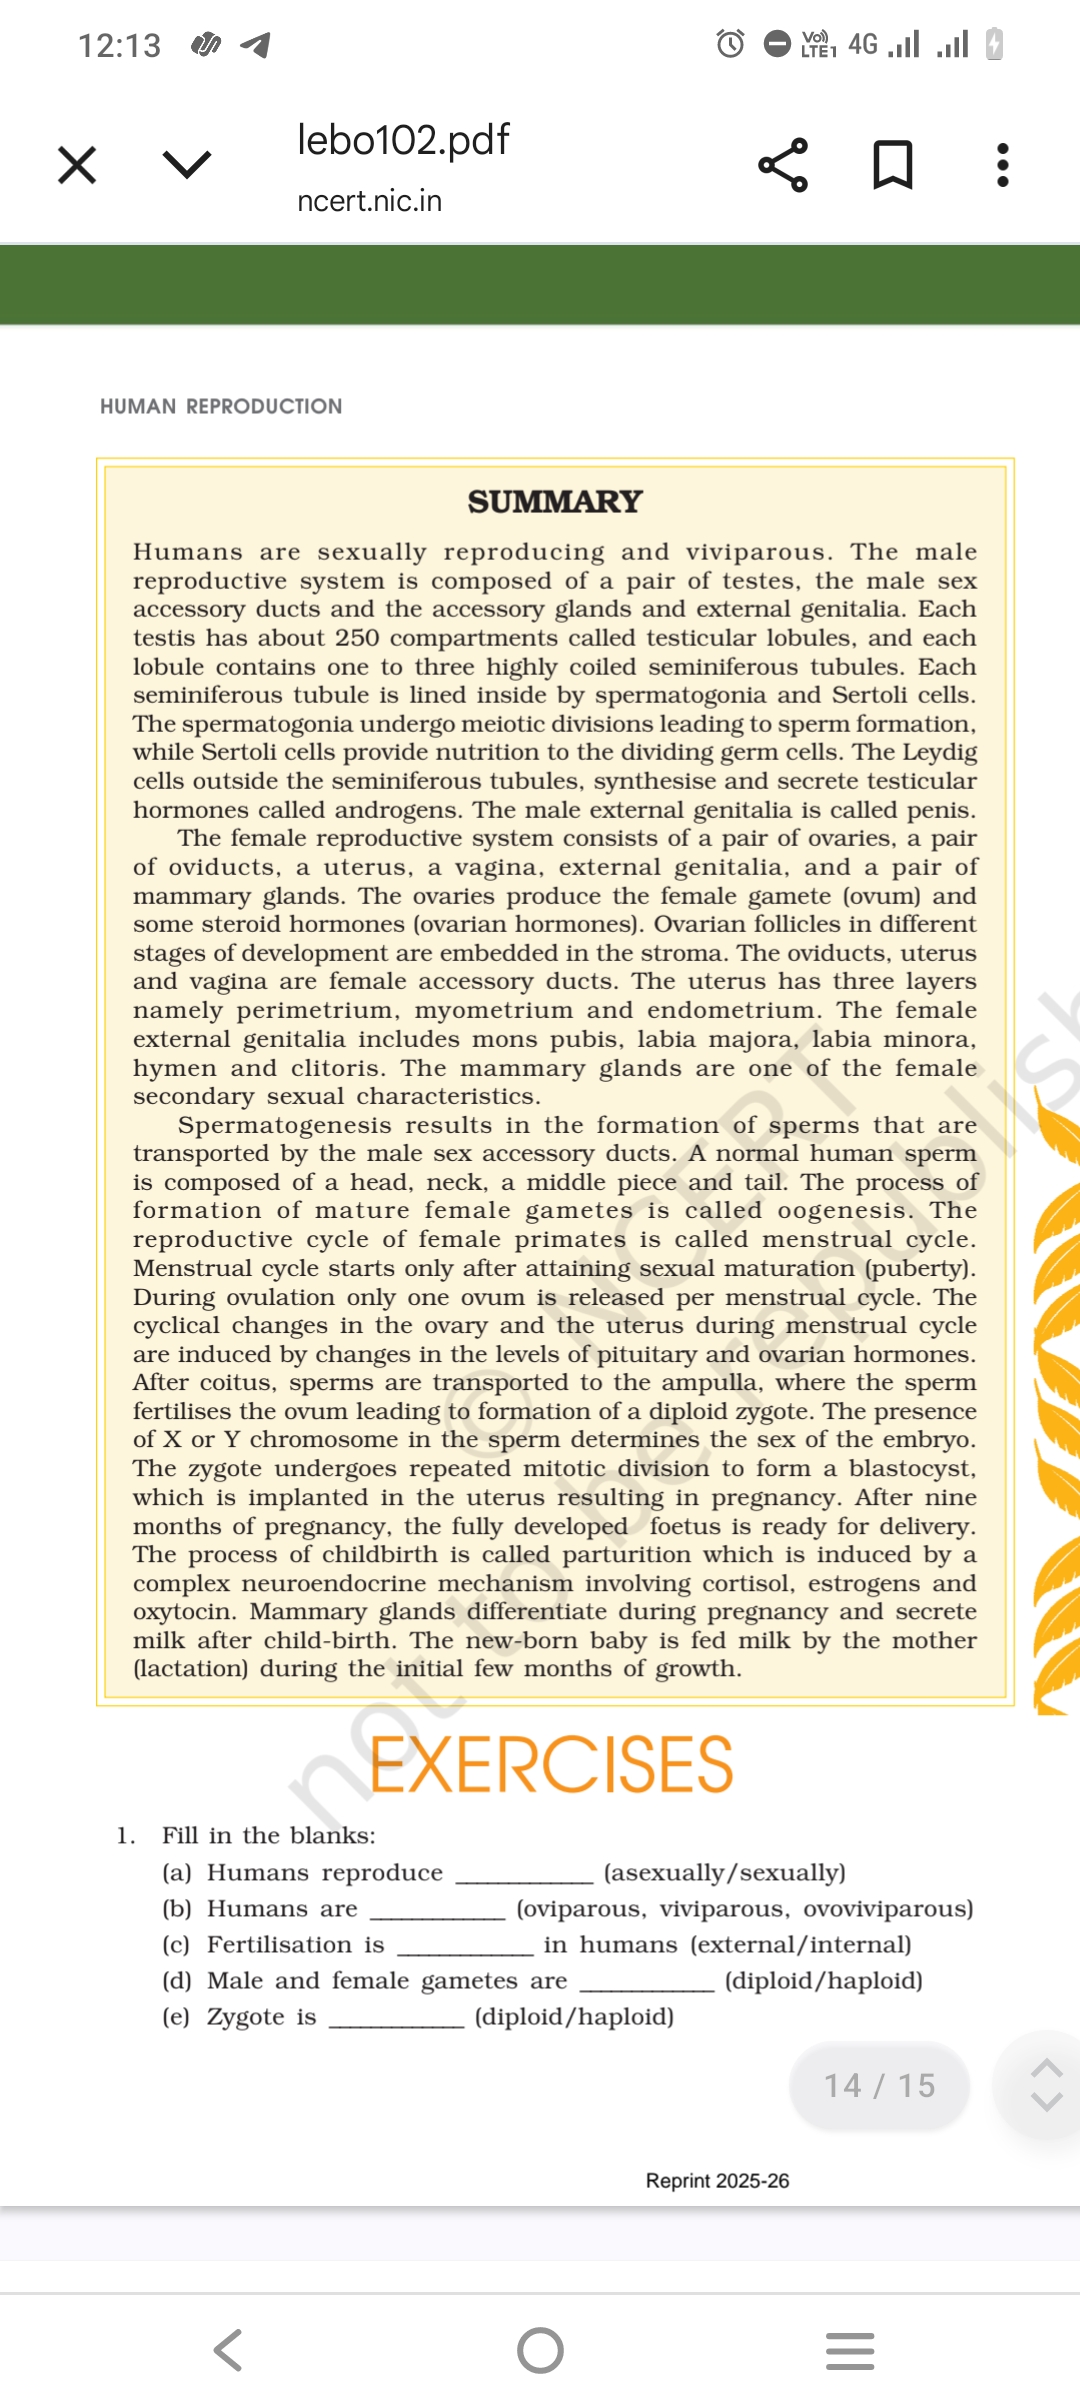 12:13
Vo)) LTE1 4G
lebo102.pdf
ncert.nic.in
HUMAN REPRODUCTION
SUMMARY
Humans are sexually reproducing and viviparous. The male
reproductive system is composed of a pair of testes, the male sex
accessory ducts and the accessory glands and external genitalia. Each
testis has about 250 compartments called testicular lobules, and each
lobule contains one to three highly coiled seminiferous tubules. Each
seminiferous tubule is lined inside by spermatogonia and Sertoli cells.
The spermatogonia undergo meiotic divisions leading to sperm formation,
while Sertoli cells provide nutrition to the dividing germ cells. The Leydig
cells outside the seminiferous tubules, synthesise and secrete testicular
hormones called androgens. The male external genitalia is called penis.
The female reproductive system consists of a pair of ovaries, a pair
of oviducts, a uterus, a vagina, external genitalia, and a pair of
mammary glands. The ovaries produce the female gamete (ovum) and
some steroid hormones (ovarian hormones). Ovarian follicles in different
stages of development are embedded in the stroma. The oviducts, uterus
and vagina are female accessory ducts. The uterus has three layers
namely perimetrium, myometrium and endometrium. The female
external genitalia includes mons pubis, labia majora, labia minora,
hymen and clitoris. The mammary glands are one of the female
secondary sexual characteristics.
Spermatogenesis results in the formation of sperms that are
transported by the male sex accessory ducts. A normal human sperm
is composed of a head, neck, a middle piece and tail. The process of
formation of mature female gametes is called oogenesis. The
reproductive cycle of female primates is called menstrual cycle.
Menstrual cycle starts only after attaining sexual maturation (puberty).
During ovulation only one ovum is released per menstrual cycle. The
cyclical changes in the ovary and the uterus during menstrual cycle
are induced by changes in the levels of pituitary and ovarian hormones.
After coitus, sperms are transported to the ampulla, where the sperm
fertilises the ovum leading to formation of a diploid zygote. The presence
of X or Y chromosome in the sperm determines the sex of the embryo.
The zygote undergoes repeated mitotic division to form a blastocyst,
which is implanted in the uterus resulting in pregnancy. After nine
months of pregnancy, the fully developed foetus is ready for delivery.
The process of childbirth is called parturition which is induced by a
complex neuroendocrine mechanism involving cortisol, estrogens and
oxytocin. Mammary glands differentiate during pregnancy and secrete
milk after child-birth. The new-born baby is fed milk by the mother
(lactation) during the initial few months of growth.
© NCERT
not to be republish
EXERCISES
1. Fill in the blanks:
(a) Humans reproduce ____________ (asexually/sexually)
(b) Humans are ____________ (oviparous, viviparous, ovoviviparous)
(c) Fertilisation is ____________ in humans (external/internal)
(d) Male and female gametes are ____________ (diploid/haploid)
(e) Zygote is ____________ (diploid/haploid)
14 / 15
Reprint 2025-26